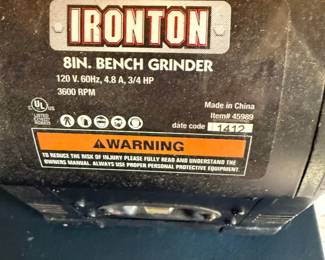 IRONTON
8IN. BENCH GRINDER
120 V. 60Hz, 4.8 A, 3/4 HP
3600 RPM
Made in China
Item# 45989
date code 1412
UL
LISTED
WARNING
TO REDUCE THE RISK OF INJURY PLEASE FULLY READ AND UNDERSTAND THE
OWNERS MANUAL. ALWAYS USE PROPER PERSONAL PROTECTIVE EQUIPMENT.